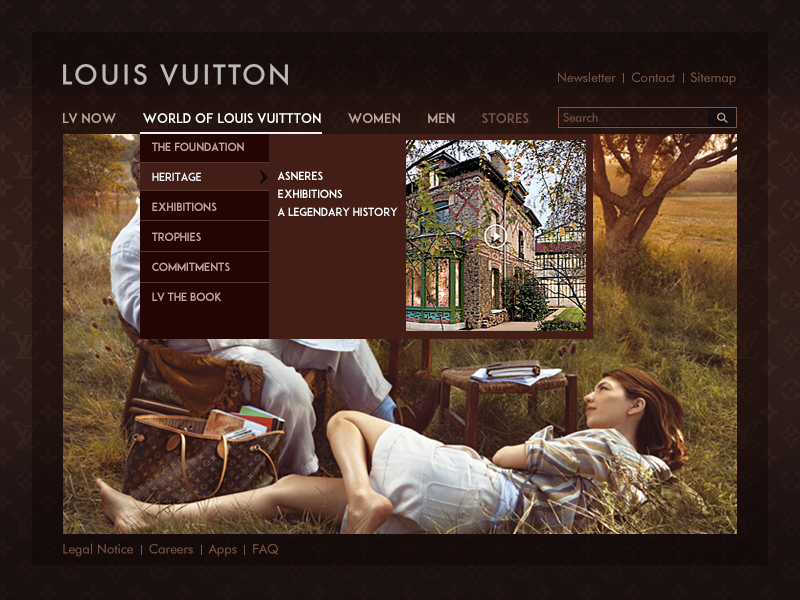 LOUIS VUITTON
Newsletter | Contact | Sitemap
LV NOW WORLD OF LOUIS VUITTTON WOMEN MEN STORES Search
THE FOUNDATION
HERITAGE
EXHIBITIONS
TROPHIES
COMMITMENTS
LV THE BOOK
ASNERES
EXHIBITIONS
A LEGENDARY HISTORY
Legal Notice | Careers | Apps | FAQ